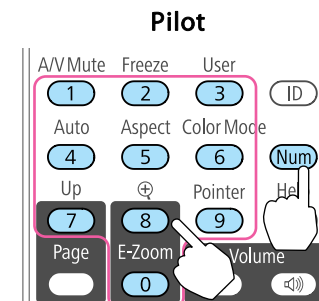 Pilot
A/V Mute Freeze User
1 2 3 ID
Auto Aspect Color Mode
4 5 6 Num
Up Pointer He
7 8 9
Page E-Zoom Volume
0